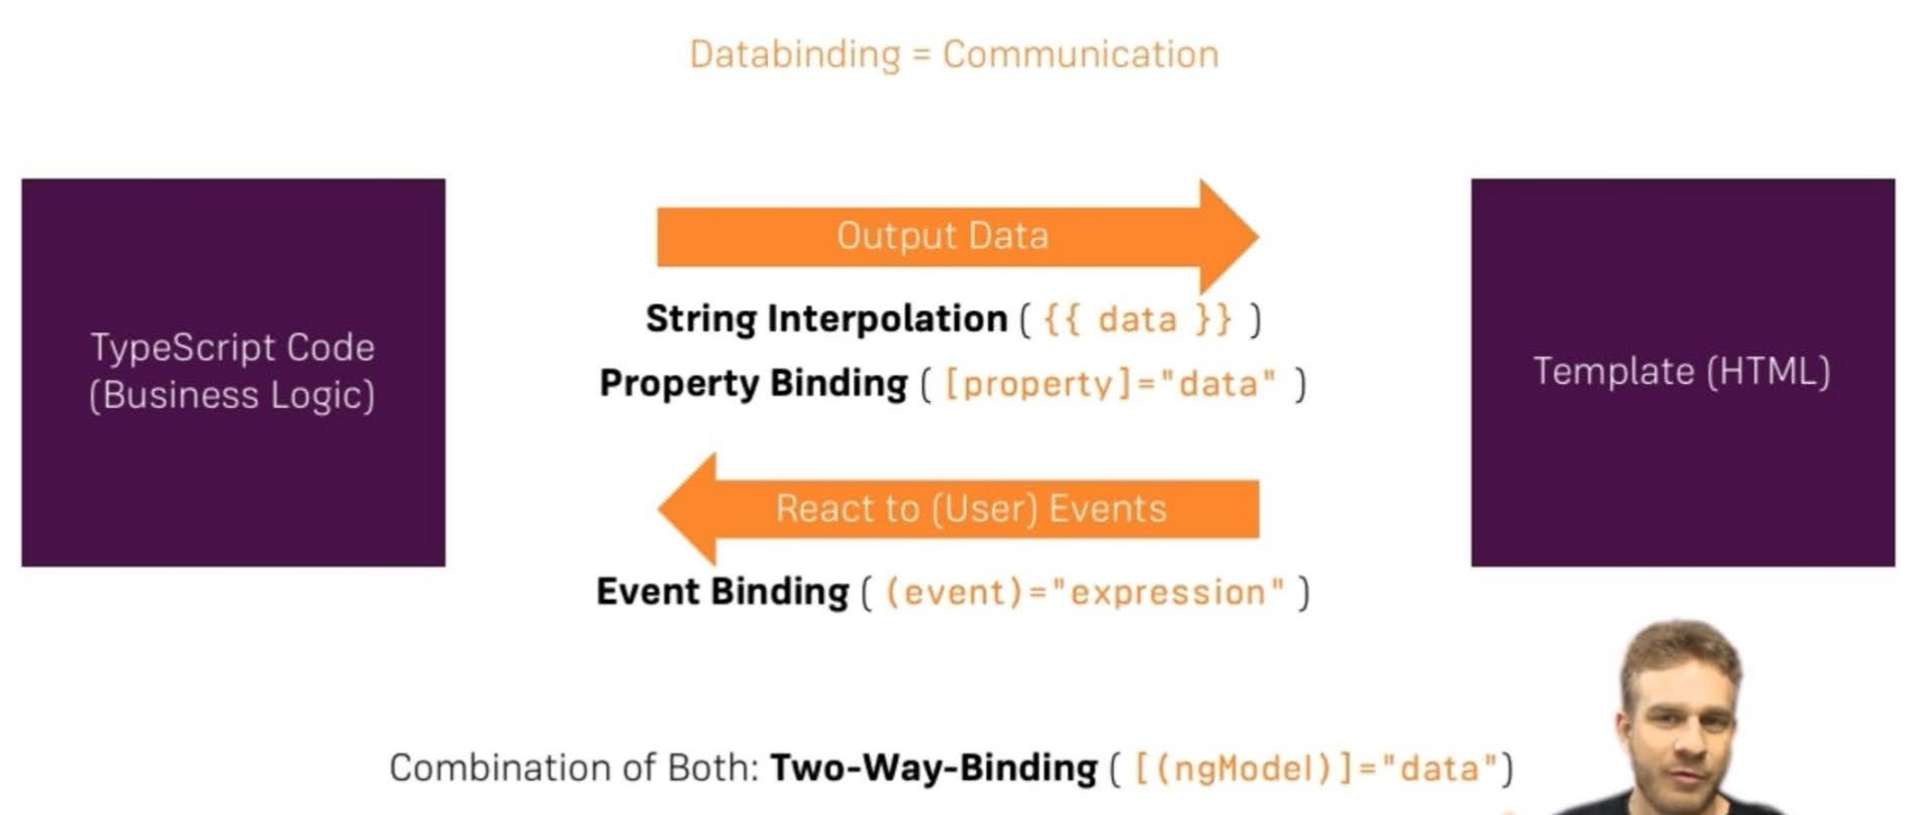 Databinding = Communication
TypeScript Code
(Business Logic)
Output Data
String Interpolation ( {{ data }} )
Property Binding ( [property]="data" )
React to (User) Events
Event Binding ( (event)="expression" )
Template (HTML)
Combination of Both: Two-Way-Binding ( [(ngModel)]="data")